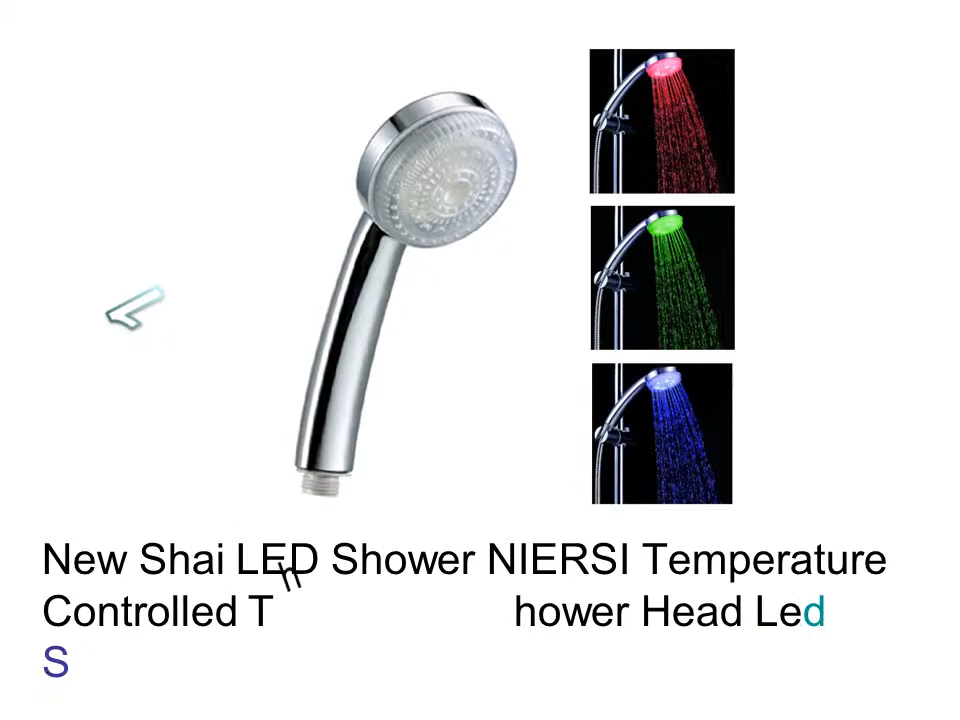 New Shai LED Shower NIERSI Temperature
Controlled T h hower Head Led
S